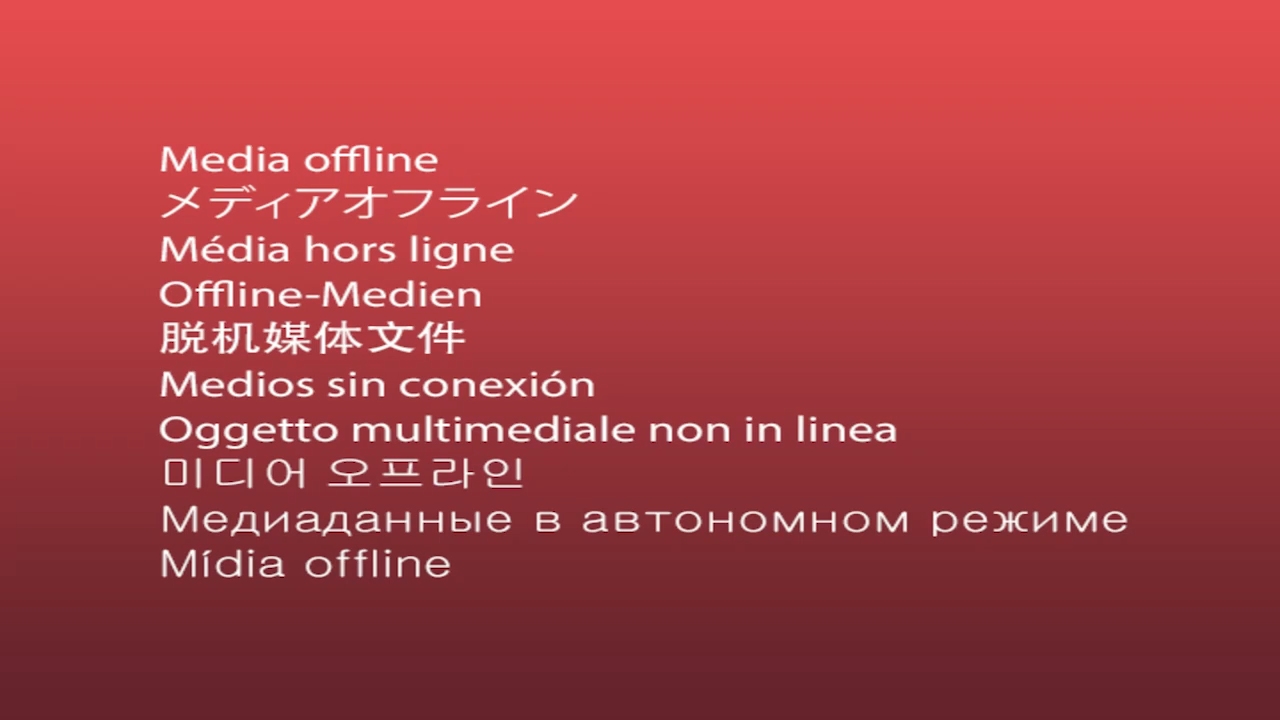 Media offline
メディアオフライン
Média hors ligne
Offline-Medien
脱机媒体文件
Medios sin conexión
Oggetto multimediale non in linea
미디어 오프라인
Медиаданные в автономном режиме
Mídia offline